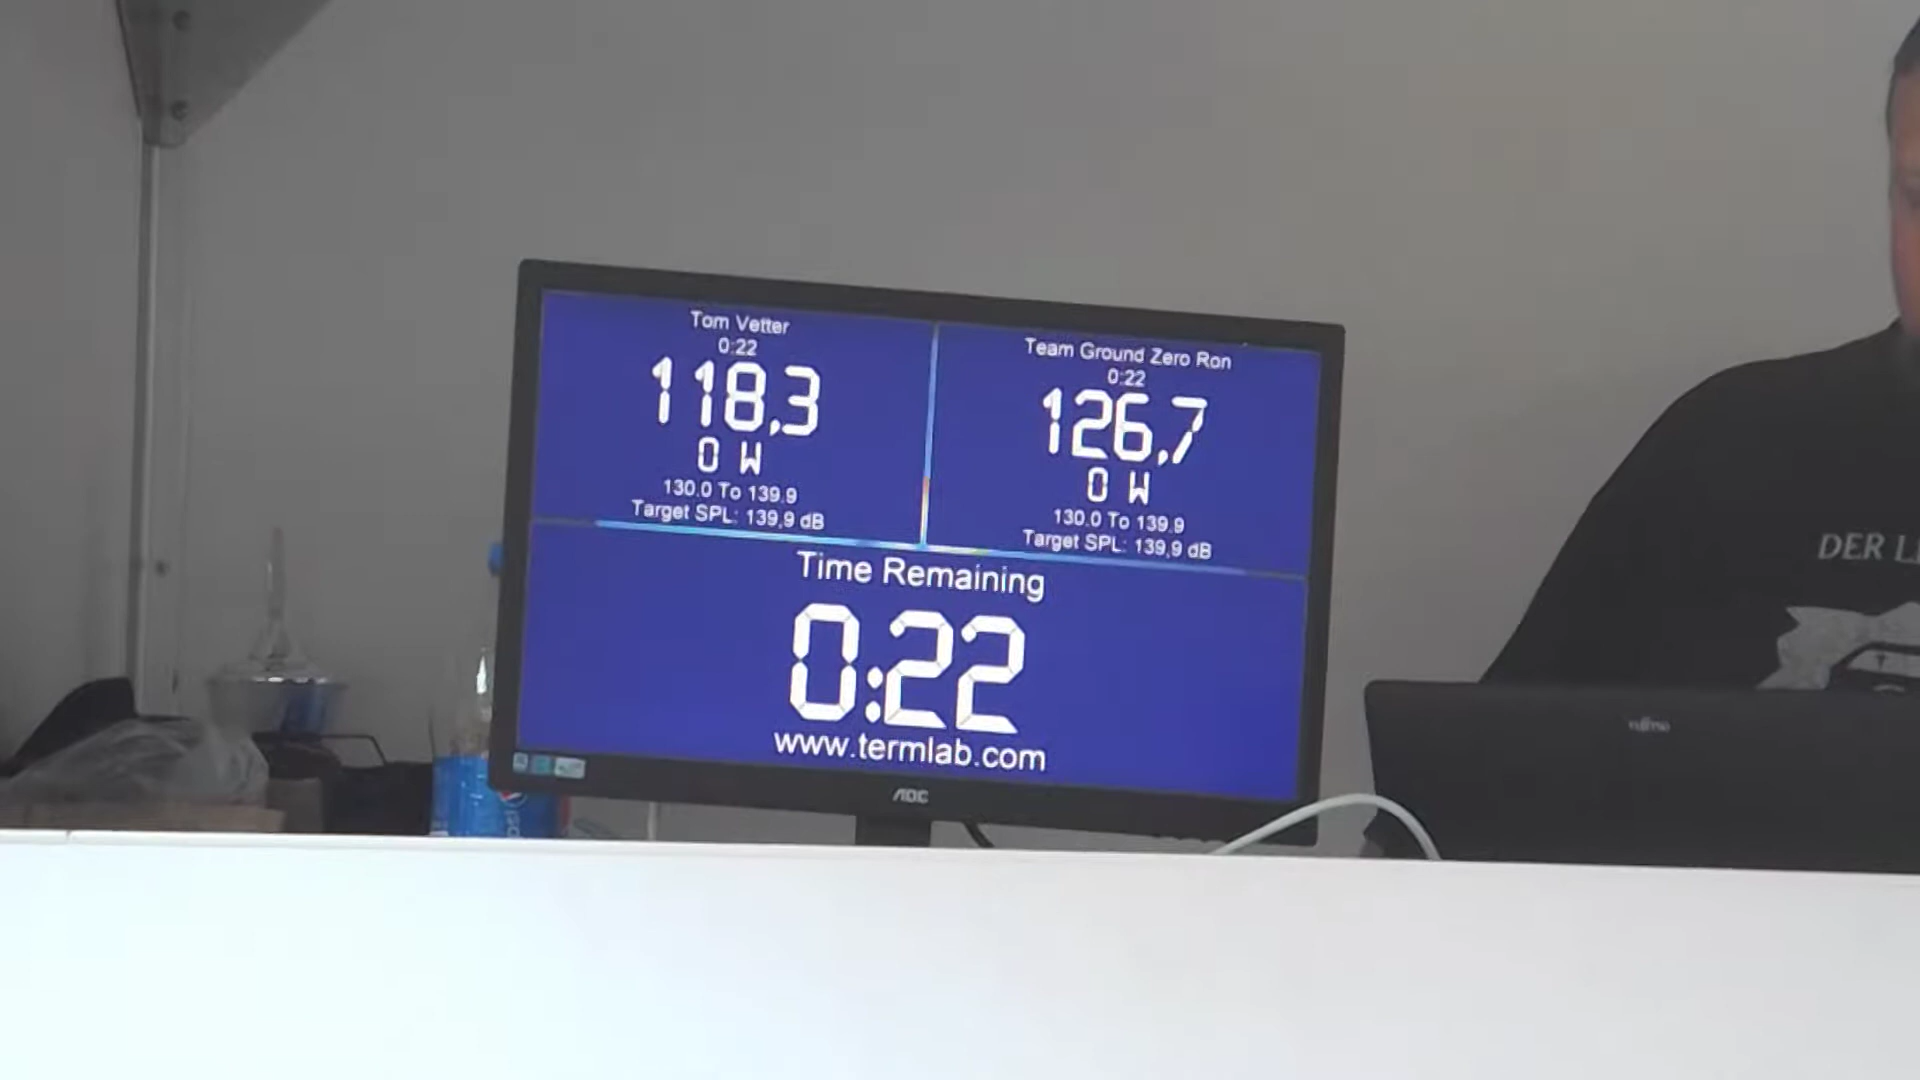 Tom Vetter
0:22
118,3
0 W
130.0 To 139.9
Target SPL: 139,9 dB
Team Ground Zero Ron
0:22
126,7
0 W
130.0 To 139.9
Target SPL: 139,9 dB
Time Remaining
0:22
www.termlab.com
AOC
DER
FUJITSU